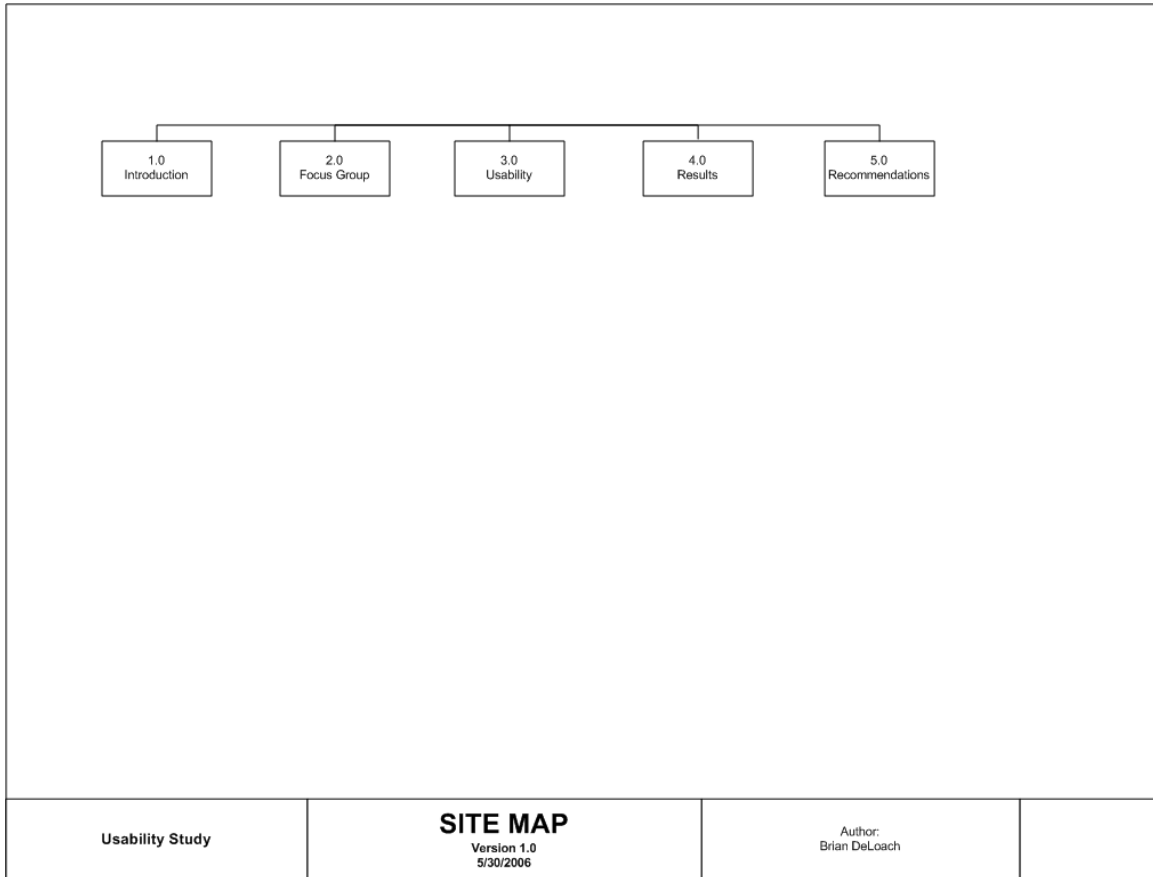 1.0
Introduction
2.0
Focus Group
3.0
Usability
4.0
Results
5.0
Recommendations
Usability Study
SITE MAP
Version 1.0
5/30/2006
Author:
Brian DeLoach